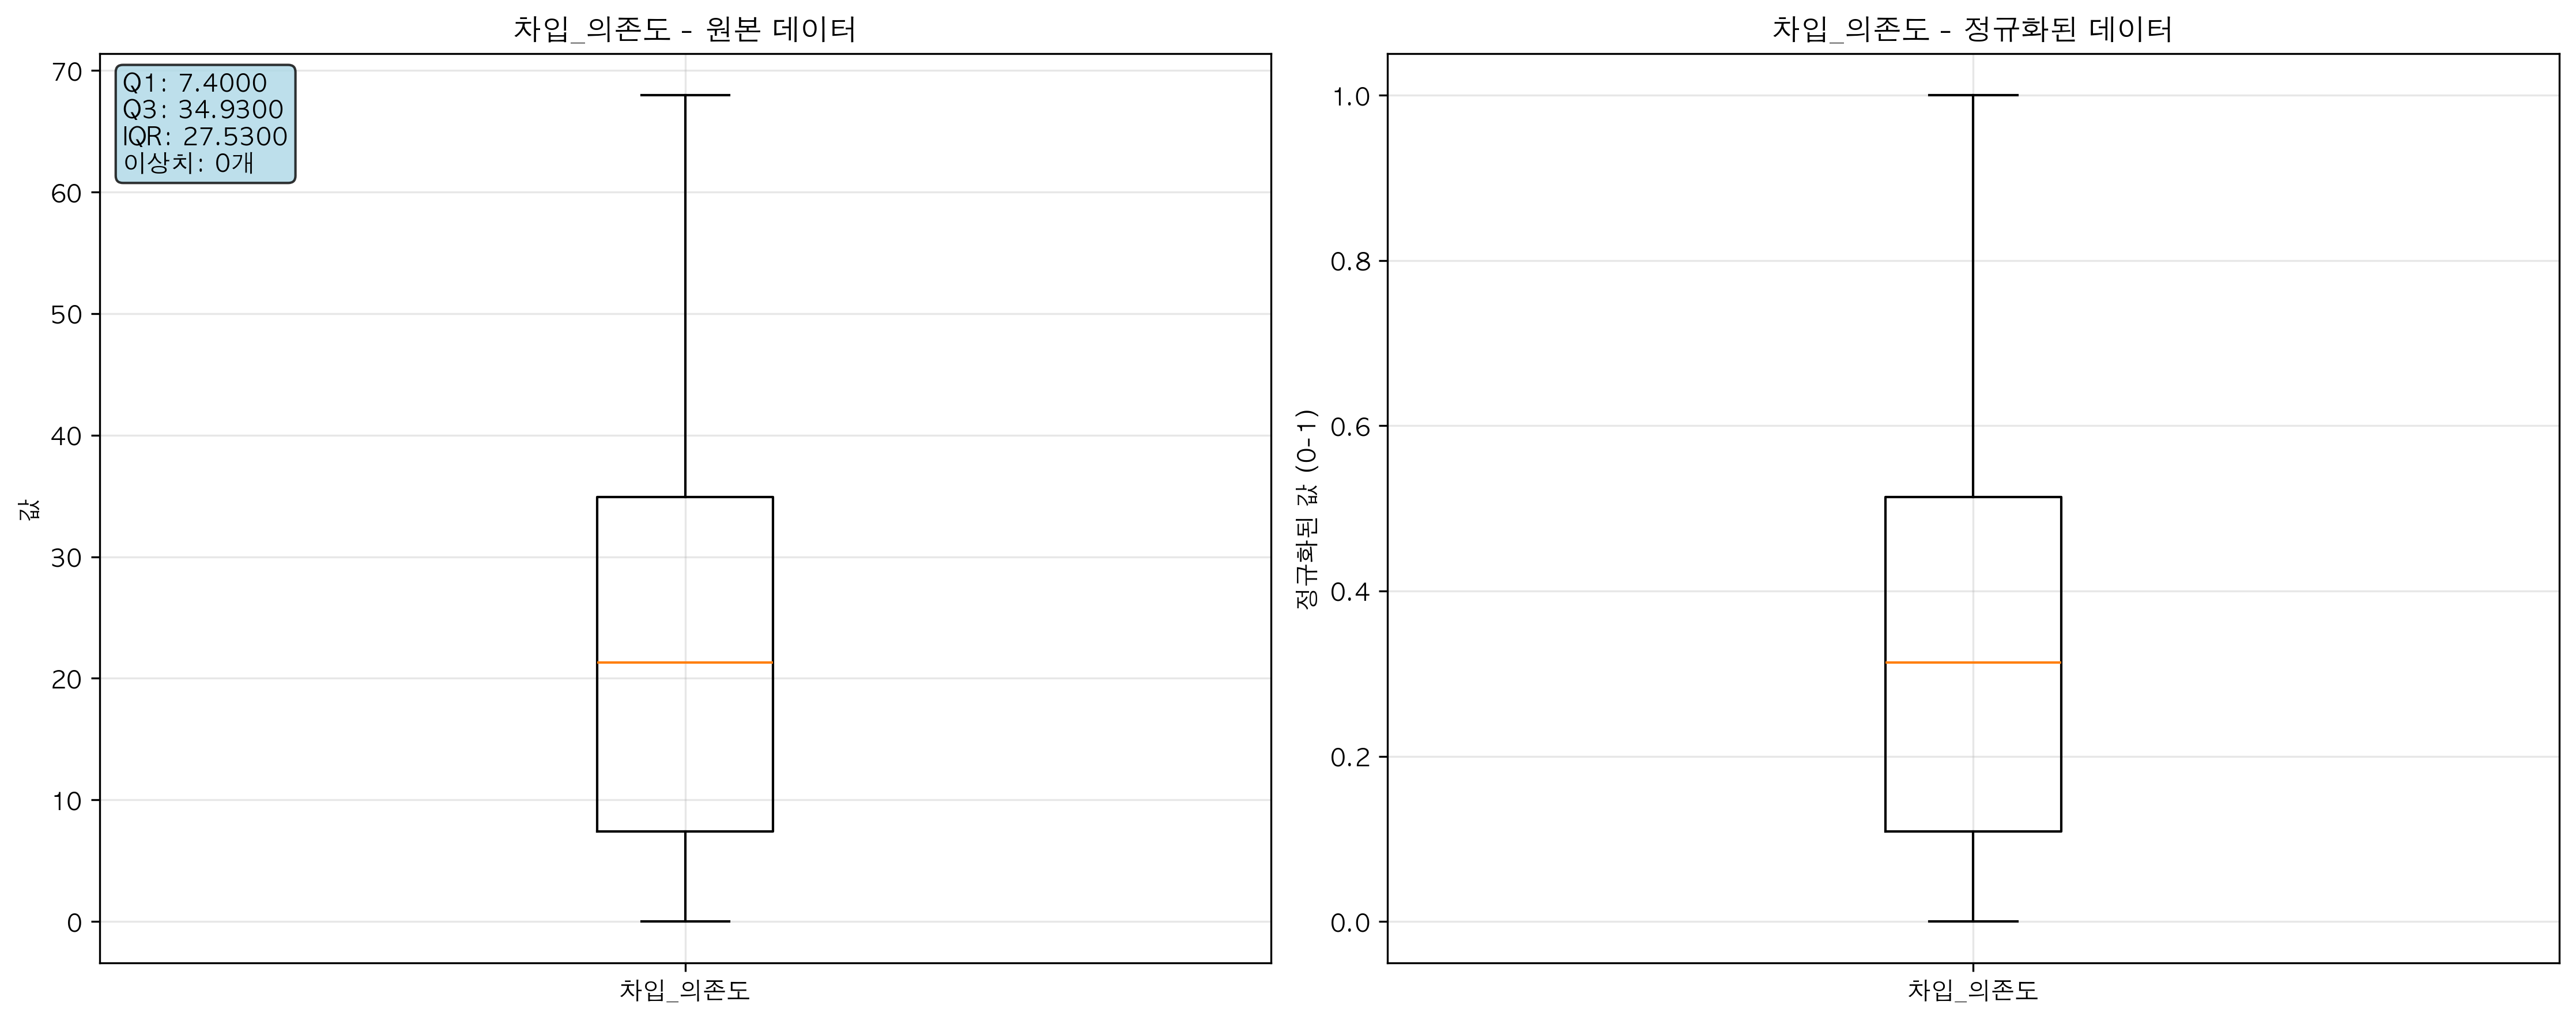 차입_의존도 - 원본 데이터
70
60
50
40
30
20
10
0
값
Q1: 7.4000
Q3: 34.9300
IQR: 27.5300
이상치: 0개
차입_의존도
차입_의존도 - 정규화된 데이터
1.0
0.8
0.6
0.4
0.2
0.0
정규화된 값 (0-1)
차입_의존도